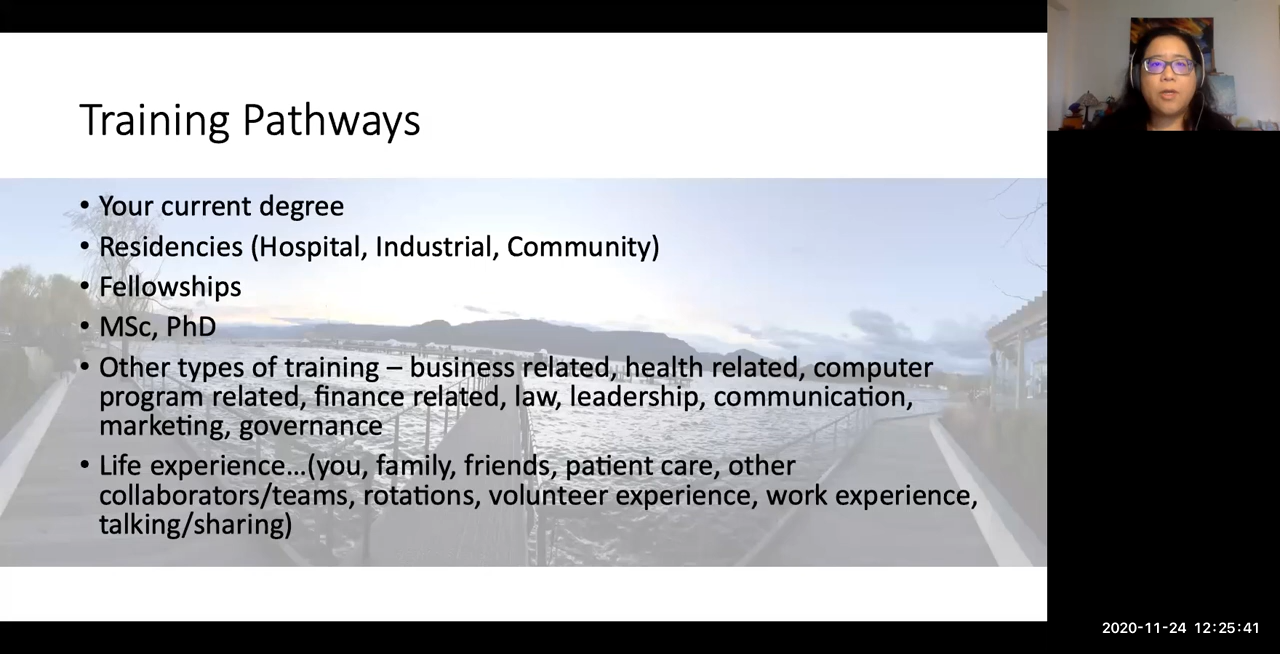 Training Pathways
• Your current degree
• Residencies (Hospital, Industrial, Community)
• Fellowships
• MSc, PhD
• Other types of training – business related, health related, computer
program related, finance related, law, leadership, communication,
marketing, governance
• Life experience...(you, family, friends, patient care, other
collaborators/teams, rotations, volunteer experience, work experience,
talking/sharing)
2020-11-24 12:25:41